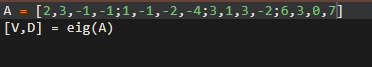 A = [2,3,-1,-1;1,-1,-2,-4;3,1,3,-2;6,3,0,7]
[V,D] = eig(A)